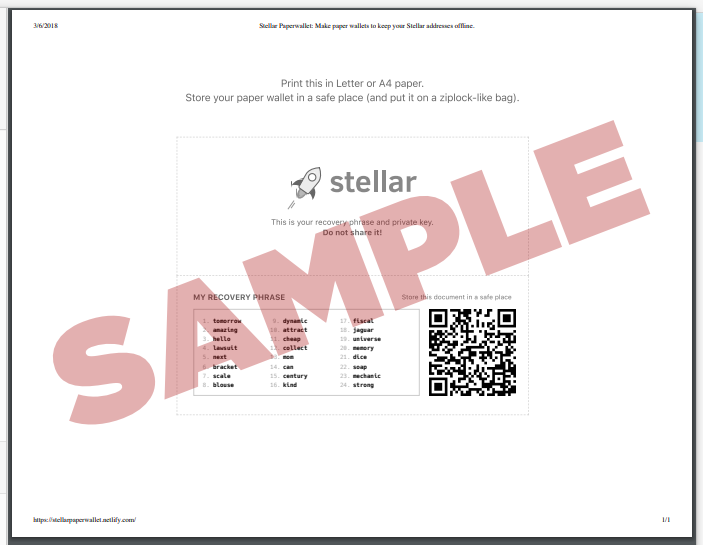 3/6/2018 Stellar Paperwallet: Make paper wallets to keep your Stellar addresses offline.
Print this in Letter or A4 paper.
Store your paper wallet in a safe place (and put it on a ziplock-like bag).
stellar
This is your recovery phrase and private key.
Do not share it!
SAMPLE
MY RECOVERY PHRASE Store this document in a safe place
1. tomorrow 9. dynamic 17. fiscal
2. amazing 10. attract 18. jaguar
3. hello 11. cheap 19. universe
4. lawsuit 12. collect 20. memory
5. next 13. mom 21. dice
6. bracket 14. can 22. soap
7. scale 15. century 23. mechanic
8. blouse 16. kind 24. strong
https://stellarpaperwallet.netlify.com/ 1/1